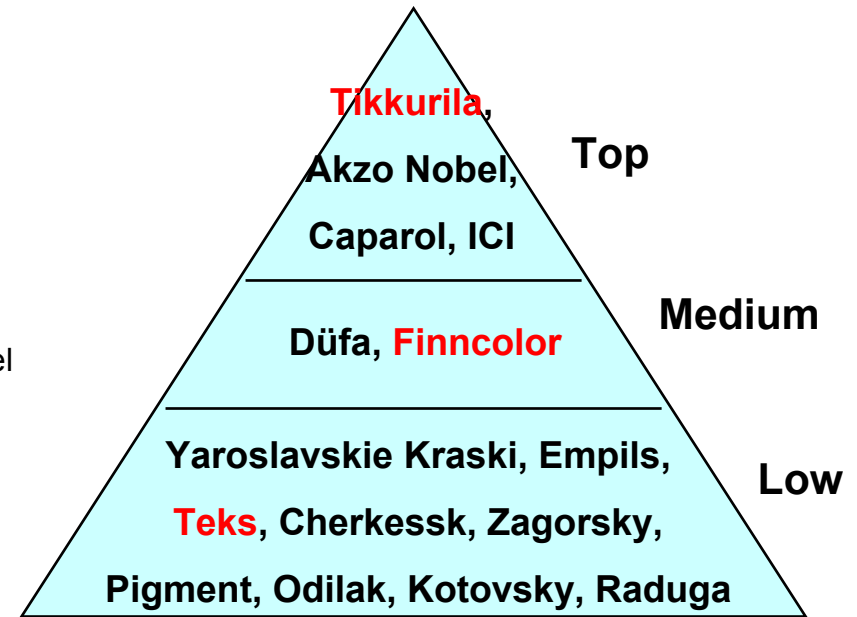 Tikkurila,
Akzo Nobel,
Caparol, ICI
Top
Düfa, Finncolor
Medium
el
Yaroslavskie Kraski, Empils,
Teks, Cherkessk, Zagorsky,
Pigment, Odilak, Kotovsky, Raduga
Low